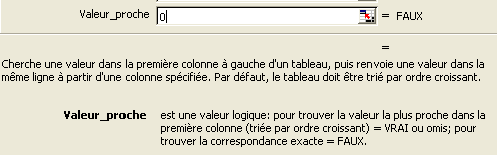 Valeur_proche 0 = FAUX
=
Cherche une valeur dans la première colonne à gauche d'un tableau, puis renvoie une valeur dans la
même ligne à partir d'une colonne spécifiée. Par défaut, le tableau doit être trié par ordre croissant.
Valeur_proche est une valeur logique: pour trouver la valeur la plus proche dans la
première colonne (triée par ordre croissant) = VRAI ou omis; pour
trouver la correspondance exacte = FAUX.